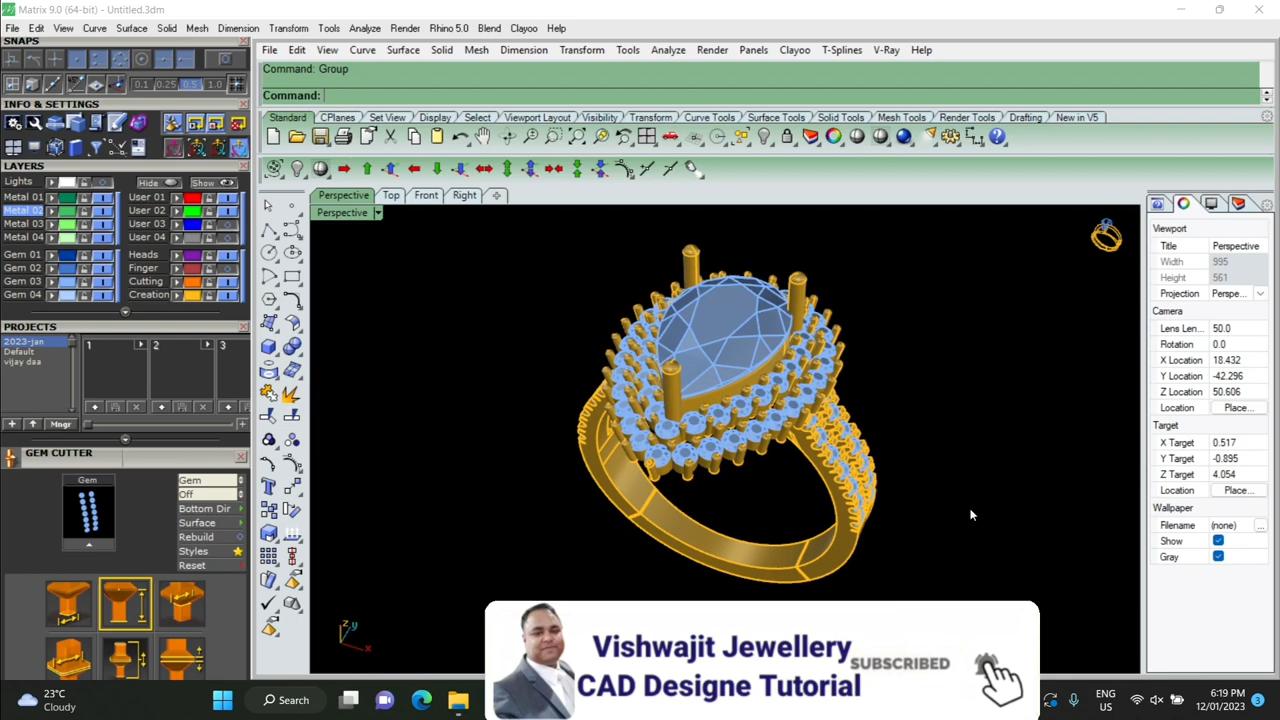 Matrix 9.0 (64-bit) - Untitled.3dm
File Edit View Curve Surface Solid Mesh Dimension Transform Tools Analyze Render Rhino 5.0 Blend Clayoo Help
SNAPS
0.1 0.25 0.5 1.0
INFO & SETTINGS
LAYERS
Lights Hide Show
Metal 01 User 01
Metal 02 User 02
Metal 03 User 03
Metal 04 User 04
Gem 01 Heads
Gem 02 Finger
Gem 03 Cutting
Gem 04 Creation
PROJECTS
2023-jan
Default
vijay daa
1 2 3
Mngr
GEM CUTTER
Gem
Gem
Off
Bottom Dir
Surface
Rebuild
Styles
Reset
File Edit View Curve Surface Solid Mesh Dimension Transform Tools Analyze Render Panels Clayoo T-Splines V-Ray Help
Command: Group
Command:
Standard CPlanes Set View Display Select Viewport Layout Visibility Transform Curve Tools Surface Tools Solid Tools Mesh Tools Render Tools Drafting New in V5
Perspective Top Front Right
Perspective
z y
x
Viewport
Title Perspective
Width 995
Height 561
Projection Perspe...
Camera
Lens Len... 50.0
Rotation 0.0
X Location 18.432
Y Location -42.296
Z Location 50.606
Location Place...
Target
X Target 0.517
Y Target -0.895
Z Target 4.054
Location Place...
Wallpaper
Filename (none) ...
Show
Gray
Vishwajit Jewellery
CAD Designe Tutorial
SUBSCRIBED
23°C
Cloudy
Search
ENG
US
6:19 PM
12/01/2023
3